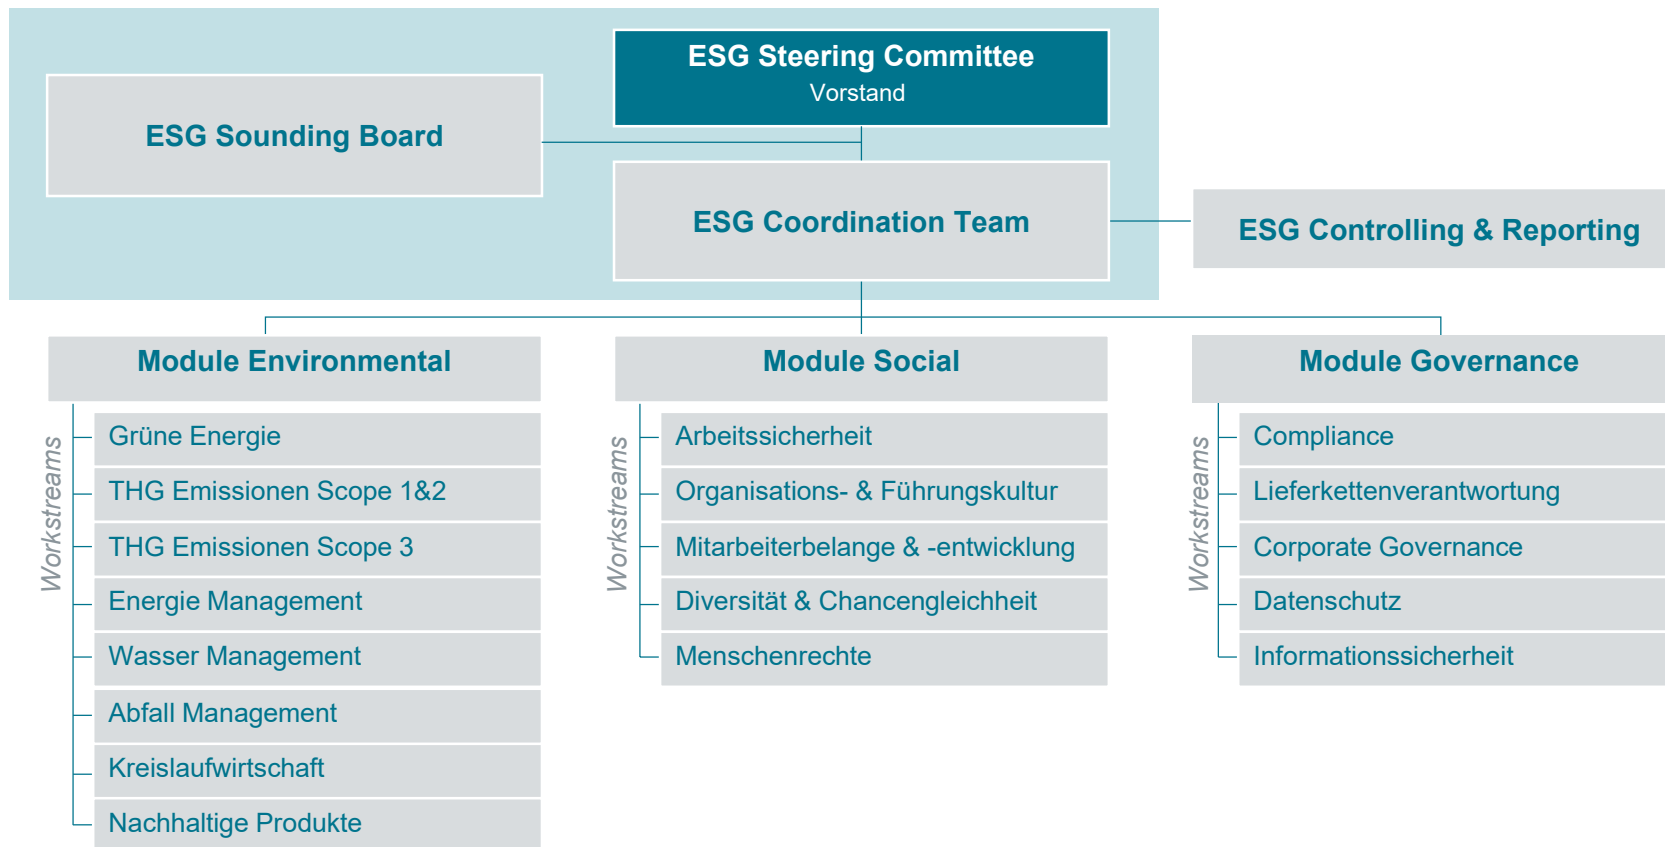 ESG Steering Committee
Vorstand
ESG Sounding Board
ESG Coordination Team
ESG Controlling & Reporting
Module Environmental
Workstreams
Grüne Energie
THG Emissionen Scope 1&2
THG Emissionen Scope 3
Energie Management
Wasser Management
Abfall Management
Kreislaufwirtschaft
Nachhaltige Produkte
Module Social
Workstreams
Arbeitssicherheit
Organisations- & Führungskultur
Mitarbeiterbelange & -entwicklung
Diversität & Chancengleichheit
Menschenrechte
Module Governance
Workstreams
Compliance
Lieferkettenverantwortung
Corporate Governance
Datenschutz
Informationssicherheit